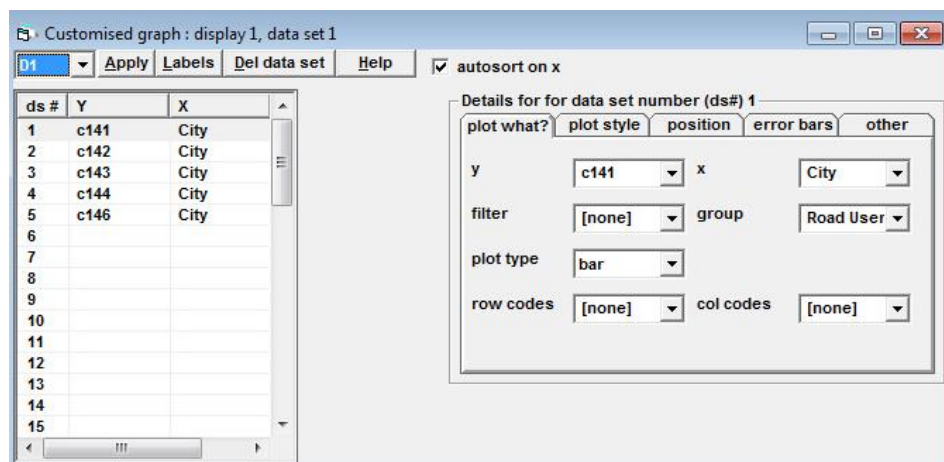 Customised graph : display 1, data set 1
D1 Apply Labels Del data set Help autosort on x
ds # Y X
1 c141 City
2 c142 City
3 c143 City
4 c144 City
5 c146 City
6
7
8
9
10
11
12
13
14
15
Details for for data set number (ds#) 1
plot what? plot style position error bars other
y c141 x City
filter [none] group Road User
plot type bar
row codes [none] col codes [none]